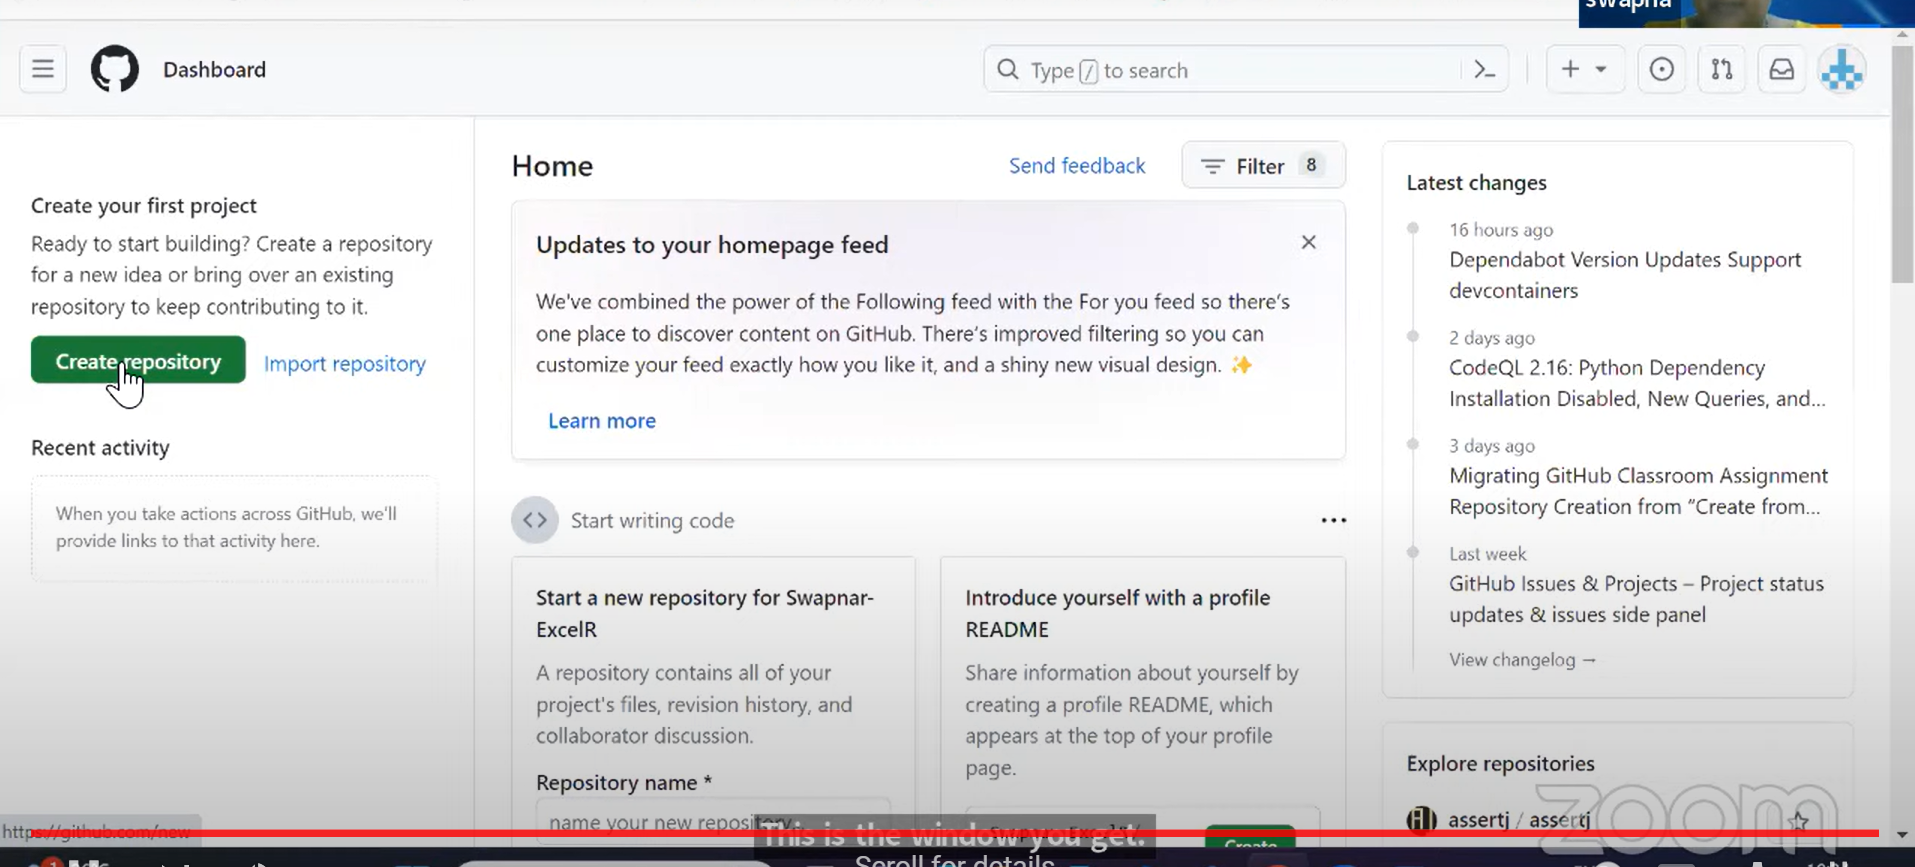 swapna
Dashboard
Type / to search
Home
Send feedback
Filter 8
Create your first project
Ready to start building? Create a repository
for a new idea or bring over an existing
repository to keep contributing to it.
Create repository
Import repository
Recent activity
When you take actions across GitHub, we'll
provide links to that activity here.
Updates to your homepage feed
We've combined the power of the Following feed with the For you feed so there's
one place to discover content on GitHub. There's improved filtering so you can
customize your feed exactly how you like it, and a shiny new visual design. ✨
Learn more
Start writing code
Start a new repository for Swapnar-
ExcelR
A repository contains all of your
project's files, revision history, and
collaborator discussion.
Repository name *
name your new repository...
Introduce yourself with a profile
README
Share information about yourself by
creating a profile README, which
appears at the top of your profile
page.
Create
Latest changes
16 hours ago
Dependabot Version Updates Support
devcontainers
2 days ago
CodeQL 2.16: Python Dependency
Installation Disabled, New Queries, and...
3 days ago
Migrating GitHub Classroom Assignment
Repository Creation from “Create from...
Last week
GitHub Issues & Projects – Project status
updates & issues side panel
View changelog →
Explore repositories
assertj / assertj
zoom
https://github.com/new
This is the window you get.
Scroll for details